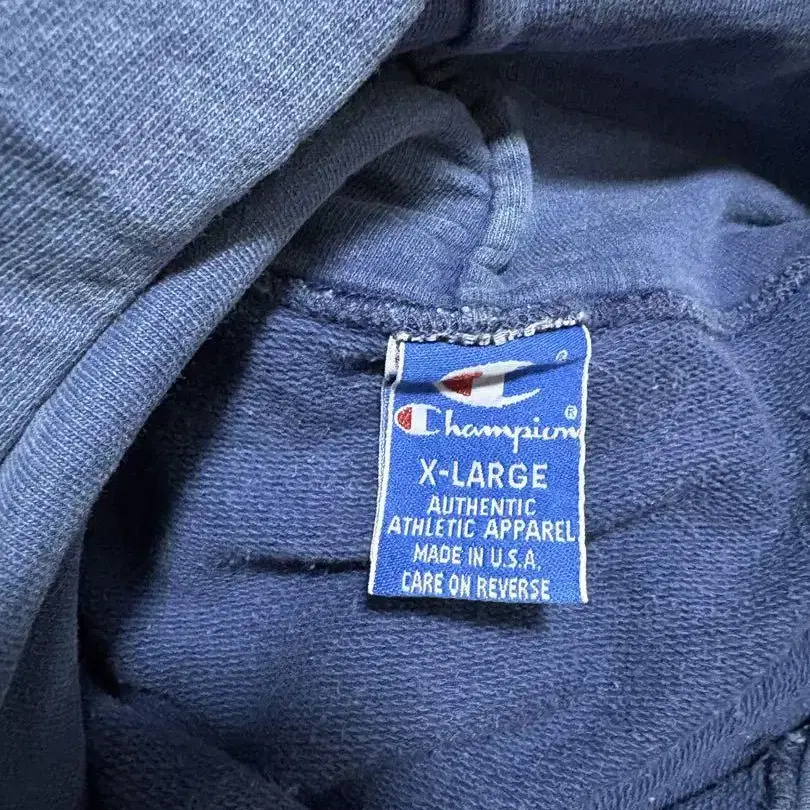 ®
Champion®
X-LARGE
AUTHENTIC
ATHLETIC APPAREL
MADE IN U.S.A.
CARE ON REVERSE